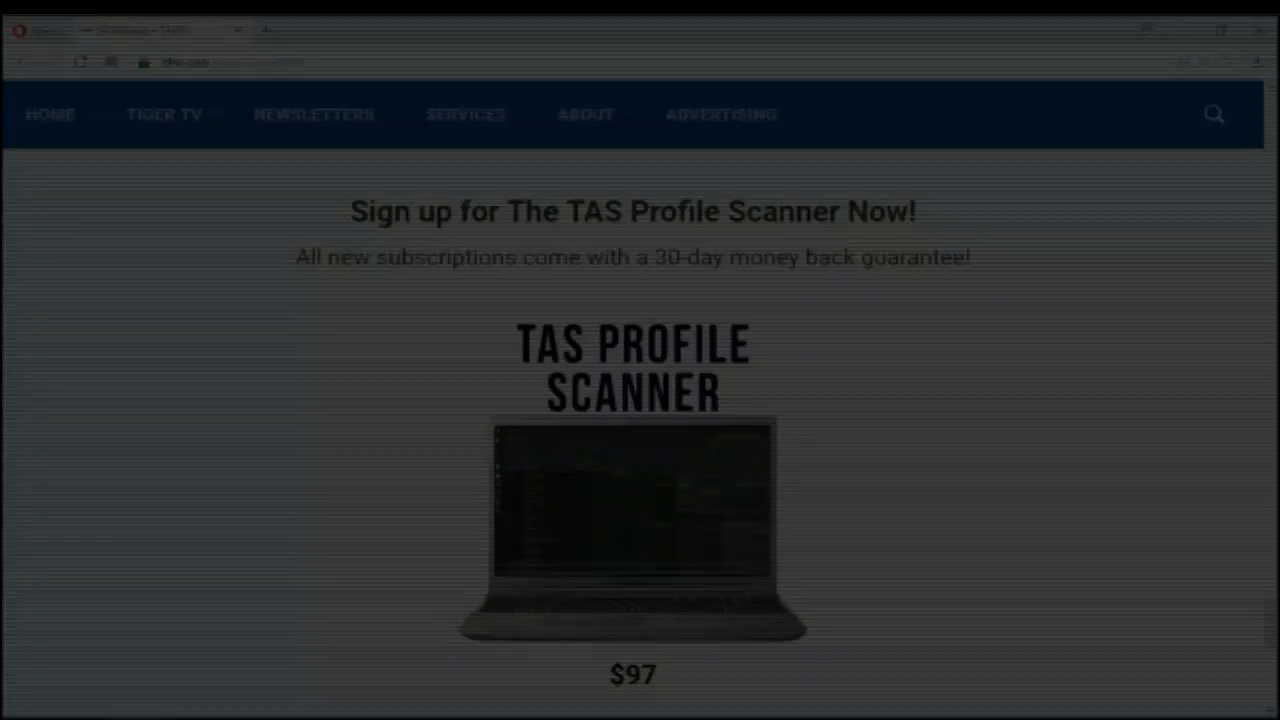 HOME TIGER TV NEWSLETTERS SERVICES ABOUT ADVERTISING
Sign up for The TAS Profile Scanner Now!
All new subscriptions come with a 30-day money back guarantee!
TAS PROFILE
SCANNER
$97